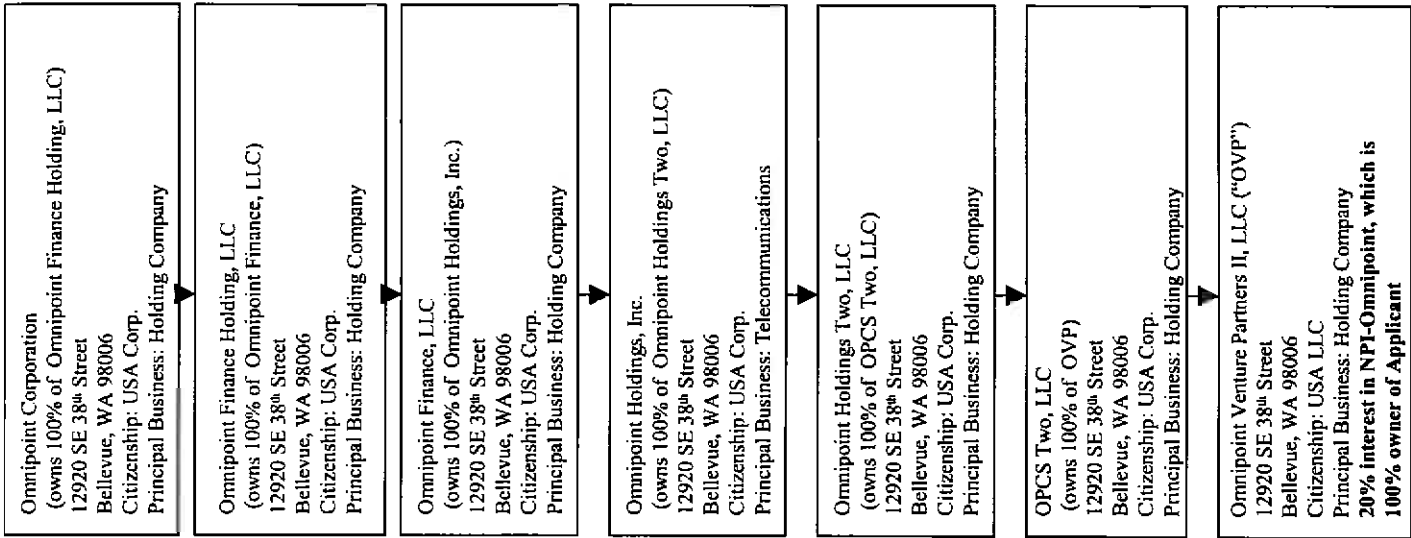 Omnipoint Corporation
(owns 100% of Omnipoint Finance Holding, LLC)
12920 SE 38th Street
Bellevue, WA 98006
Citizenship: USA Corp.
Principal Business: Holding Company
Omnipoint Finance Holding, LLC
(owns 100% of Omnipoint Finance, LLC)
12920 SE 38th Street
Bellevue, WA 98006
Citizenship: USA Corp.
Principal Business: Holding Company
Omnipoint Finance, LLC
(owns 100% of Omnipoint Holdings, Inc.)
12920 SE 38th Street
Bellevue, WA 98006
Citizenship: USA Corp.
Principal Business: Holding Company
Omnipoint Holdings, Inc.
(owns 100% of Omnipoint Holdings Two, LLC)
12920 SE 38th Street
Bellevue, WA 98006
Citizenship: USA Corp.
Principal Business: Telecommunications
Omnipoint Holdings Two, LLC
(owns 100% of OPCS Two, LLC)
12920 SE 38th Street
Bellevue, WA 98006
Citizenship: USA Corp.
Principal Business: Holding Company
OPCS Two, LLC
(owns 100% of OVP)
12920 SE 38th Street
Bellevue, WA 98006
Citizenship: USA Corp.
Principal Business: Holding Company
Omnipoint Venture Partners II, LLC ("OVP")
12920 SE 38th Street
Bellevue, WA 98006
Citizenship: USA LLC
Principal Business: Holding Company
20% interest in NPI-Omnipoint, which is
100% owner of Applicant